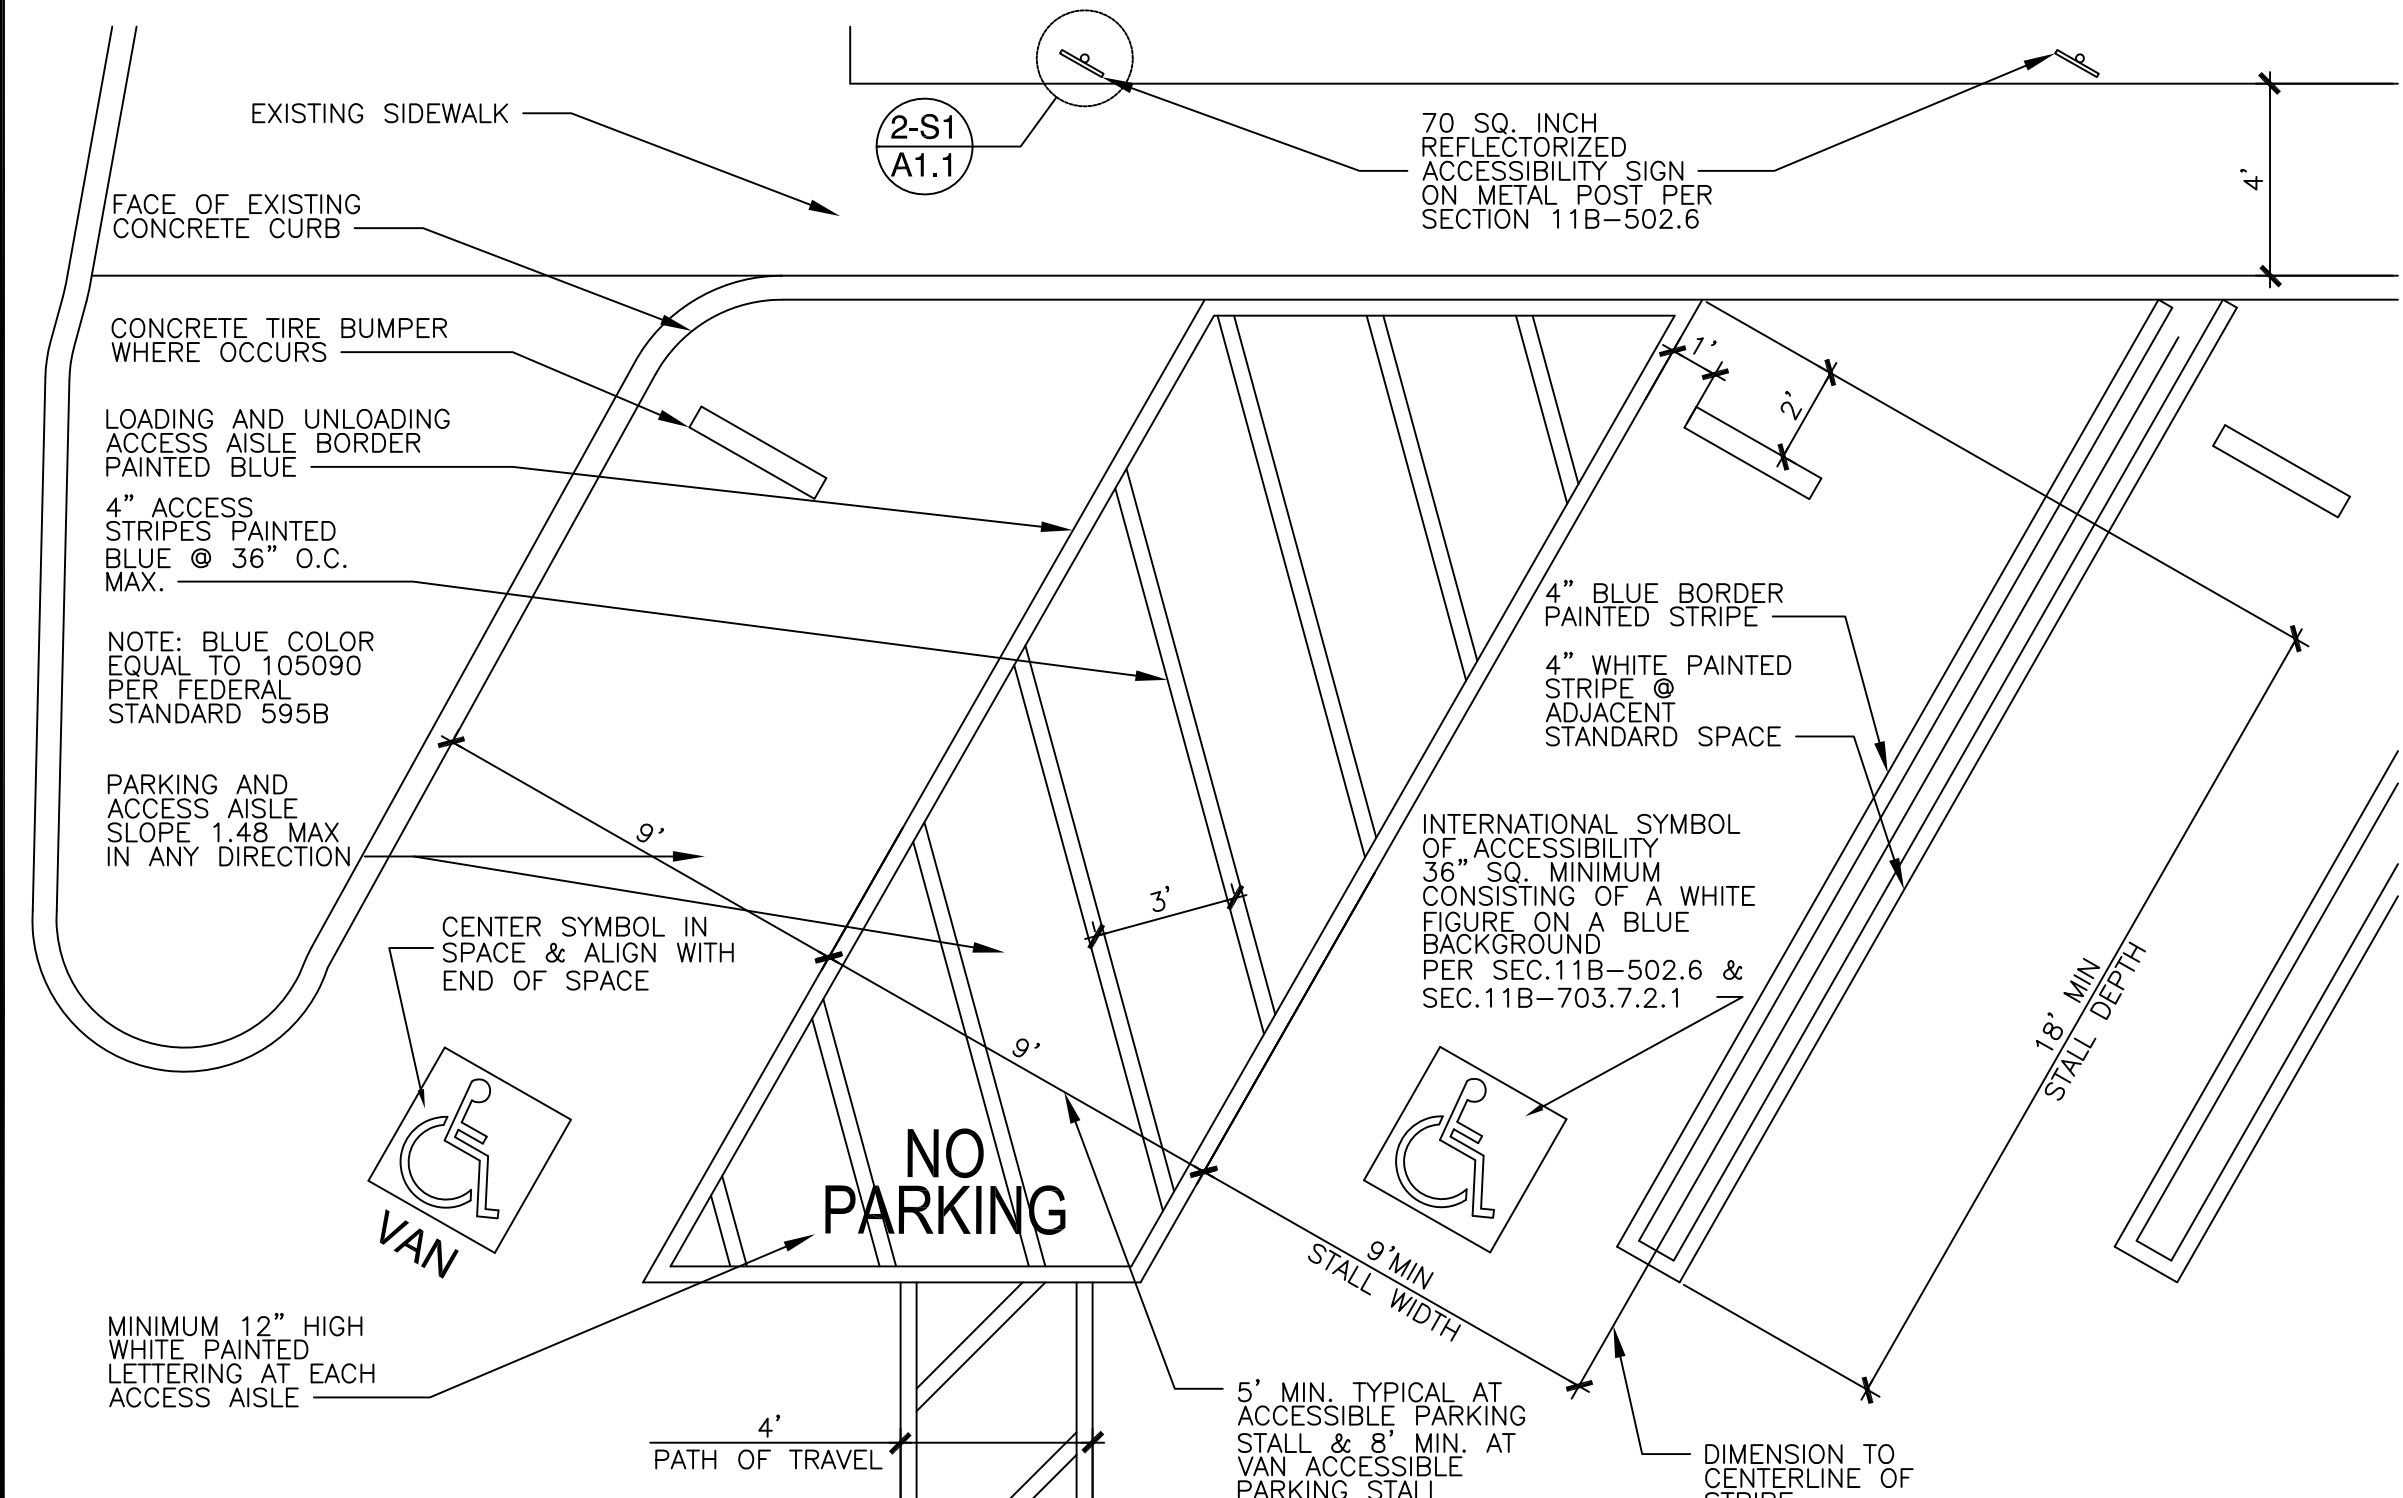 EXISTING SIDEWALK
2-S1
A1.1
70 SQ. INCH
REFLECTORIZED
ACCESSIBILITY SIGN
ON METAL POST PER
SECTION 11B-502.6
4'
FACE OF EXISTING
CONCRETE CURB
CONCRETE TIRE BUMPER
WHERE OCCURS
1'
2'
LOADING AND UNLOADING
ACCESS AISLE BORDER
PAINTED BLUE
4" ACCESS
STRIPES PAINTED
BLUE @ 36" O.C.
MAX.
4" BLUE BORDER
PAINTED STRIPE
4" WHITE PAINTED
STRIPE @
ADJACENT
STANDARD SPACE
NOTE: BLUE COLOR
EQUAL TO 105090
PER FEDERAL
STANDARD 595B
PARKING AND
ACCESS AISLE
SLOPE 1.48 MAX
IN ANY DIRECTION
9'
3'
INTERNATIONAL SYMBOL
OF ACCESSIBILITY
36" SQ. MINIMUM
CONSISTING OF A WHITE
FIGURE ON A BLUE
BACKGROUND
PER SEC.11B-502.6 &
SEC.11B-703.7.2.1
CENTER SYMBOL IN
SPACE & ALIGN WITH
END OF SPACE
9'
18' MIN
STALL DEPTH
NO
PARKING
VAN
9'MIN
STALL WIDTH
MINIMUM 12" HIGH
WHITE PAINTED
LETTERING AT EACH
ACCESS AISLE
4'
PATH OF TRAVEL
5' MIN. TYPICAL AT
ACCESSIBLE PARKING
STALL & 8' MIN. AT
VAN ACCESSIBLE
PARKING STALL
DIMENSION TO
CENTERLINE OF
STRIPE